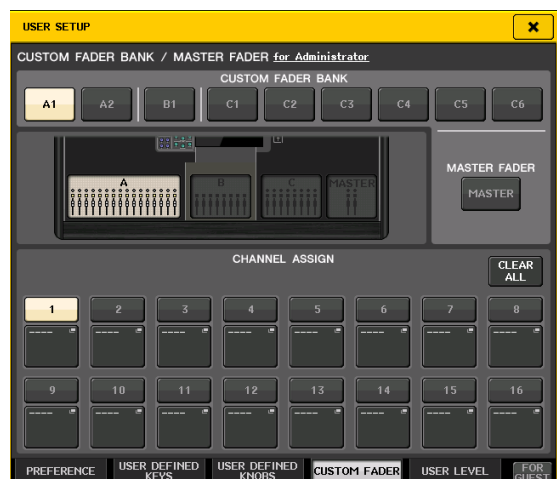 USER SETUP
CUSTOM FADER BANK / MASTER FADER for Administrator
CUSTOM FADER BANK
A1 A2 B1 C1 C2 C3 C4 C5 C6
A B C MASTER
MASTER FADER
MASTER
CHANNEL ASSIGN
CLEAR
ALL
1 2 3 4 5 6 7 8
---- ---- ---- ---- ---- ---- ---- ----
9 10 11 12 13 14 15 16
---- ---- ---- ---- ---- ---- ---- ----
PREFERENCE USER DEFINED KEYS USER DEFINED KNOBS CUSTOM FADER USER LEVEL FOR GUEST